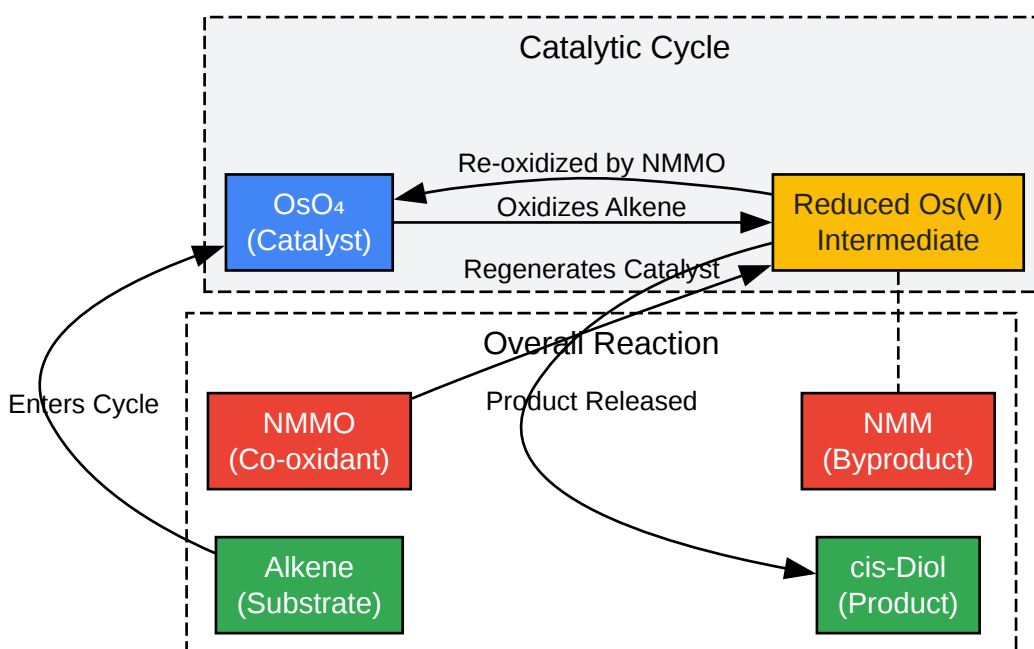 Catalytic Cycle
Re-oxidized by NMMO
OsO₄
(Catalyst)
Oxidizes Alkene
Reduced Os(VI)
Intermediate
Regenerates Catalyst
Overall Reaction
Enters Cycle
NMMO
(Co-oxidant)
Product Released
NMM
(Byproduct)
Alkene
(Substrate)
cis-Diol
(Product)